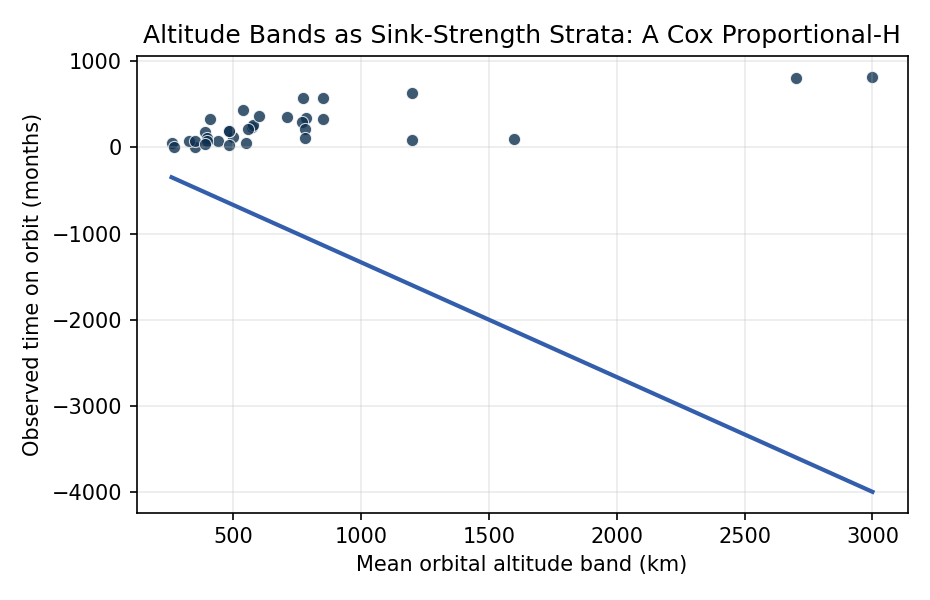 Altitude Bands as Sink-Strength Strata: A Cox Proportional-H
1000
0
−1000
−2000
−3000
−4000
Observed time on orbit (months)
500 1000 1500 2000 2500 3000
Mean orbital altitude band (km)